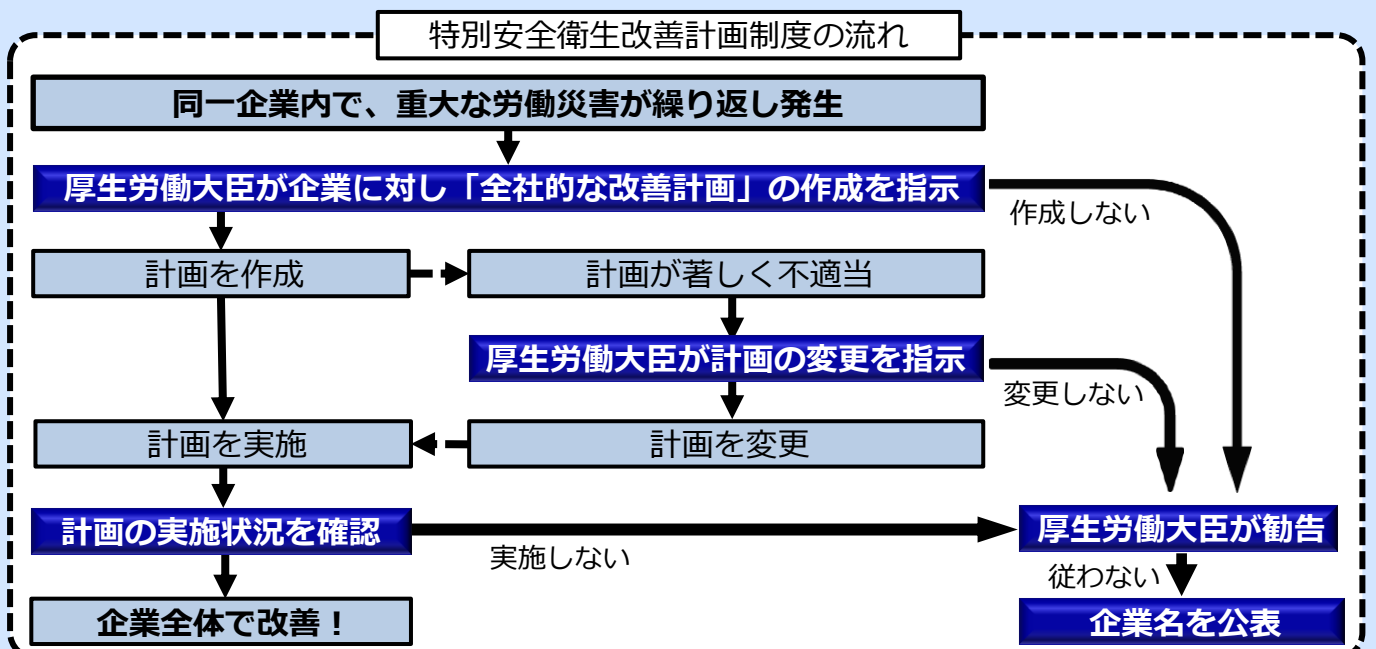 特別安全衛生改善計画制度の流れ
同一企業内で、重大な労働災害が繰り返し発生
厚生労働大臣が企業に対し「全社的な改善計画」の作成を指示
作成しない
計画を作成
計画が著しく不適当
厚生労働大臣が計画の変更を指示
変更しない
計画を実施
計画を変更
計画の実施状況を確認
実施しない
厚生労働大臣が勧告
従わない
企業全体で改善！
企業名を公表